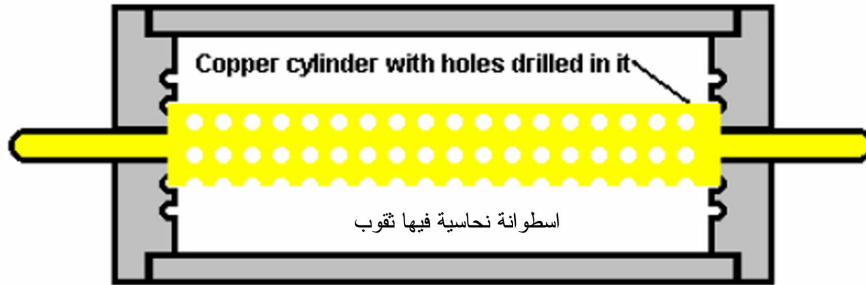 Copper cylinder with holes drilled in it
اسطوانة نحاسية فيها ثقوب